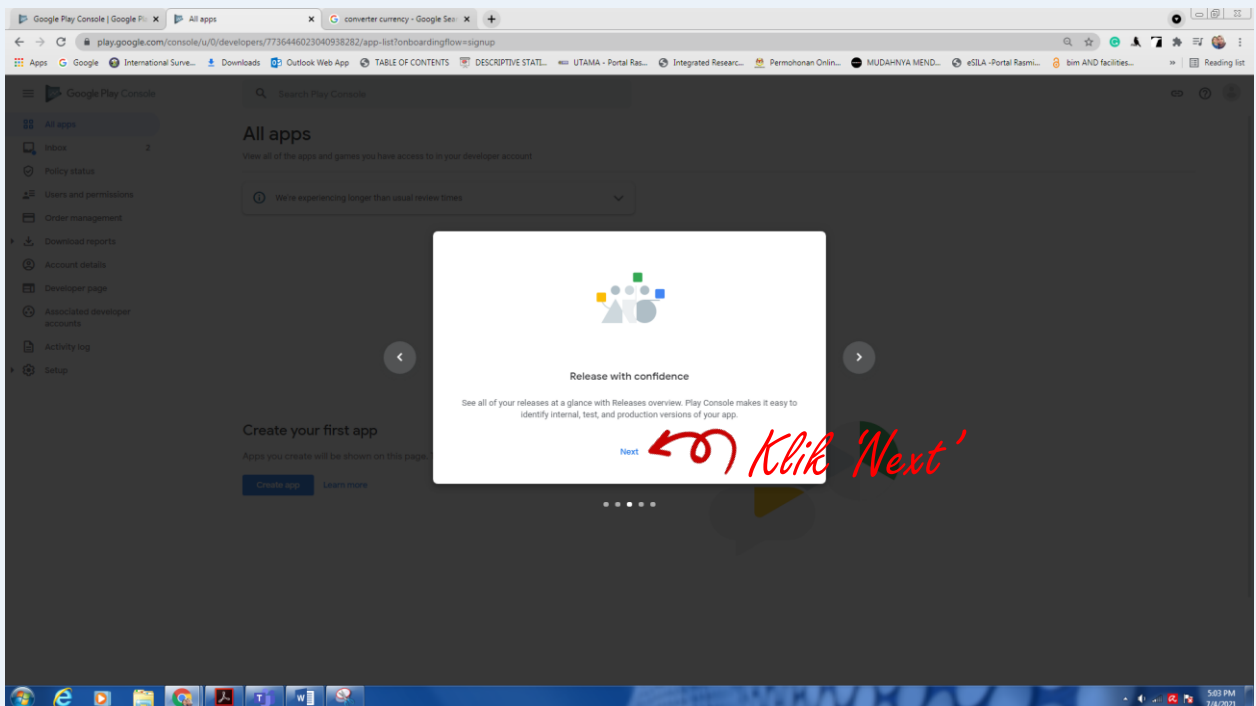 Google Play Console | Google Pl
All apps
converter currency - Google Sear
play.google.com/console/u/0/developers/7736446023040938282/app-list?onboardingflow=signup
Apps
Google
International Surve...
Downloads
Outlook Web App
TABLE OF CONTENTS
DESCRIPTIVE STATI...
UTAMA - Portal Ras...
Integrated Researc...
Permohonan Onlin...
MUDAHNYA MEND...
eSILA -Portal Rasmi...
bim AND facilities...
»
Reading list
Google Play Console
Search Play Console
All apps
Inbox 2
Policy status
Users and permissions
Order management
Download reports
Account details
Developer page
Associated developer
accounts
Activity log
Setup
All apps
View all of the apps and games you have access to in your developer account
We're experiencing longer than usual review times
Release with confidence
See all of your releases at a glance with Releases overview. Play Console makes it easy to
identify internal, test, and production versions of your app.
Next
Klik 'Next'
Create your first app
Apps you create will be shown on this page.
Create app
Learn more
5:03 PM
7/4/2021